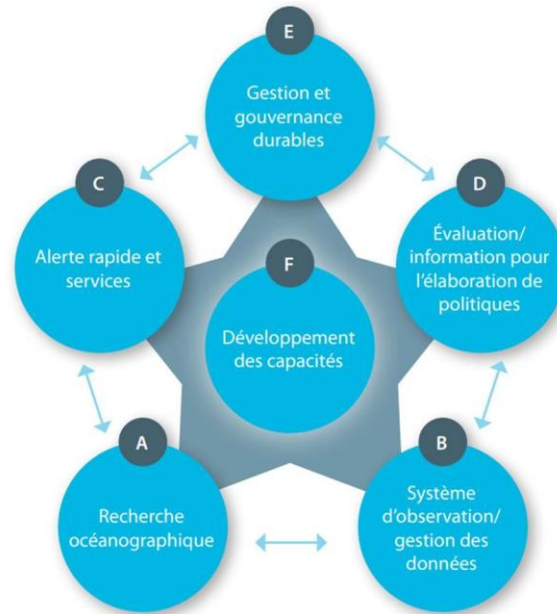 E
Gestion et
gouvernance
durables
C
Alerte rapide et
services
D
Évaluation/
information pour
l'élaboration de
politiques
F
Développement
des capacités
A
Recherche
océanographique
B
Système
d'observation/
gestion des
données